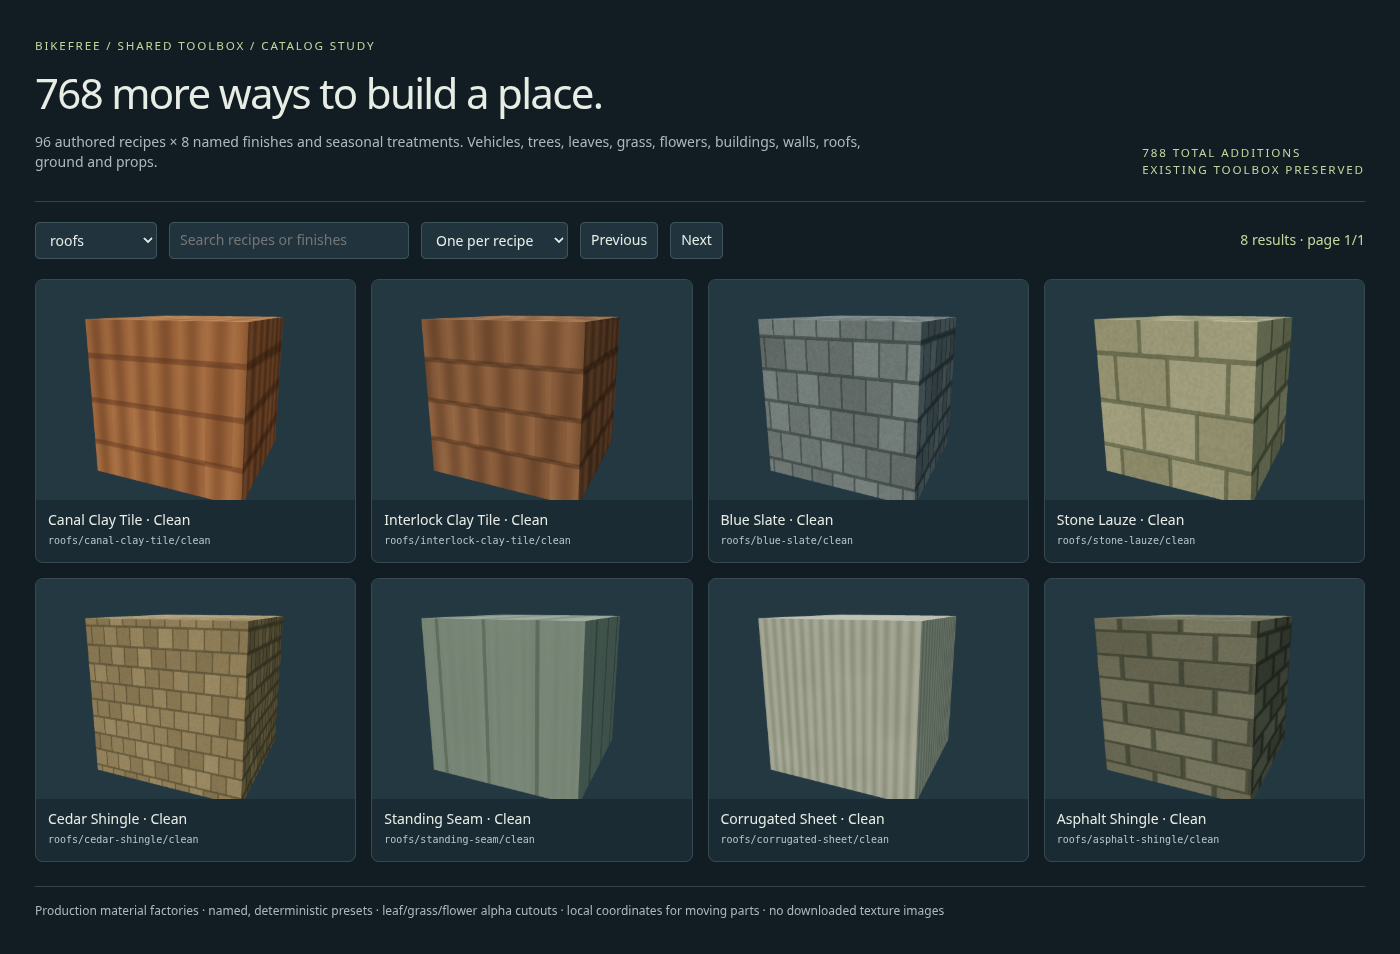 BIKEFREE / SHARED TOOLBOX / CATALOG STUDY
768 more ways to build a place.
96 authored recipes × 8 named finishes and seasonal treatments. Vehicles, trees, leaves, grass, flowers, buildings, walls, roofs,
ground and props.
788 TOTAL ADDITIONS
EXISTING TOOLBOX PRESERVED
roofs
Search recipes or finishes
One per recipe
Previous
Next
8 results · page 1/1
Canal Clay Tile · Clean
roofs/canal-clay-tile/clean
Interlock Clay Tile · Clean
roofs/interlock-clay-tile/clean
Blue Slate · Clean
roofs/blue-slate/clean
Stone Lauze · Clean
roofs/stone-lauze/clean
Cedar Shingle · Clean
roofs/cedar-shingle/clean
Standing Seam · Clean
roofs/standing-seam/clean
Corrugated Sheet · Clean
roofs/corrugated-sheet/clean
Asphalt Shingle · Clean
roofs/asphalt-shingle/clean
Production material factories · named, deterministic presets · leaf/grass/flower alpha cutouts · local coordinates for moving parts · no downloaded texture images